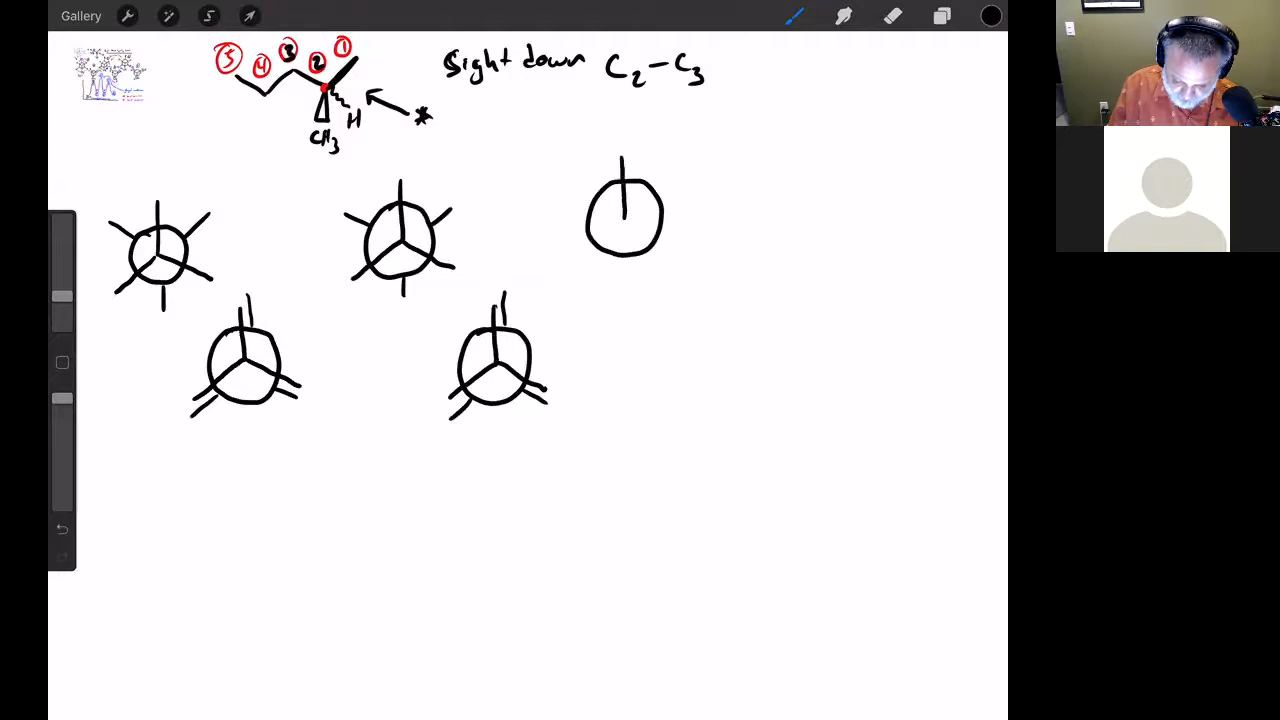 Gallery
⑤ ④ ③ ② ①
Sight down C₂-C₃
H
*
CH₃